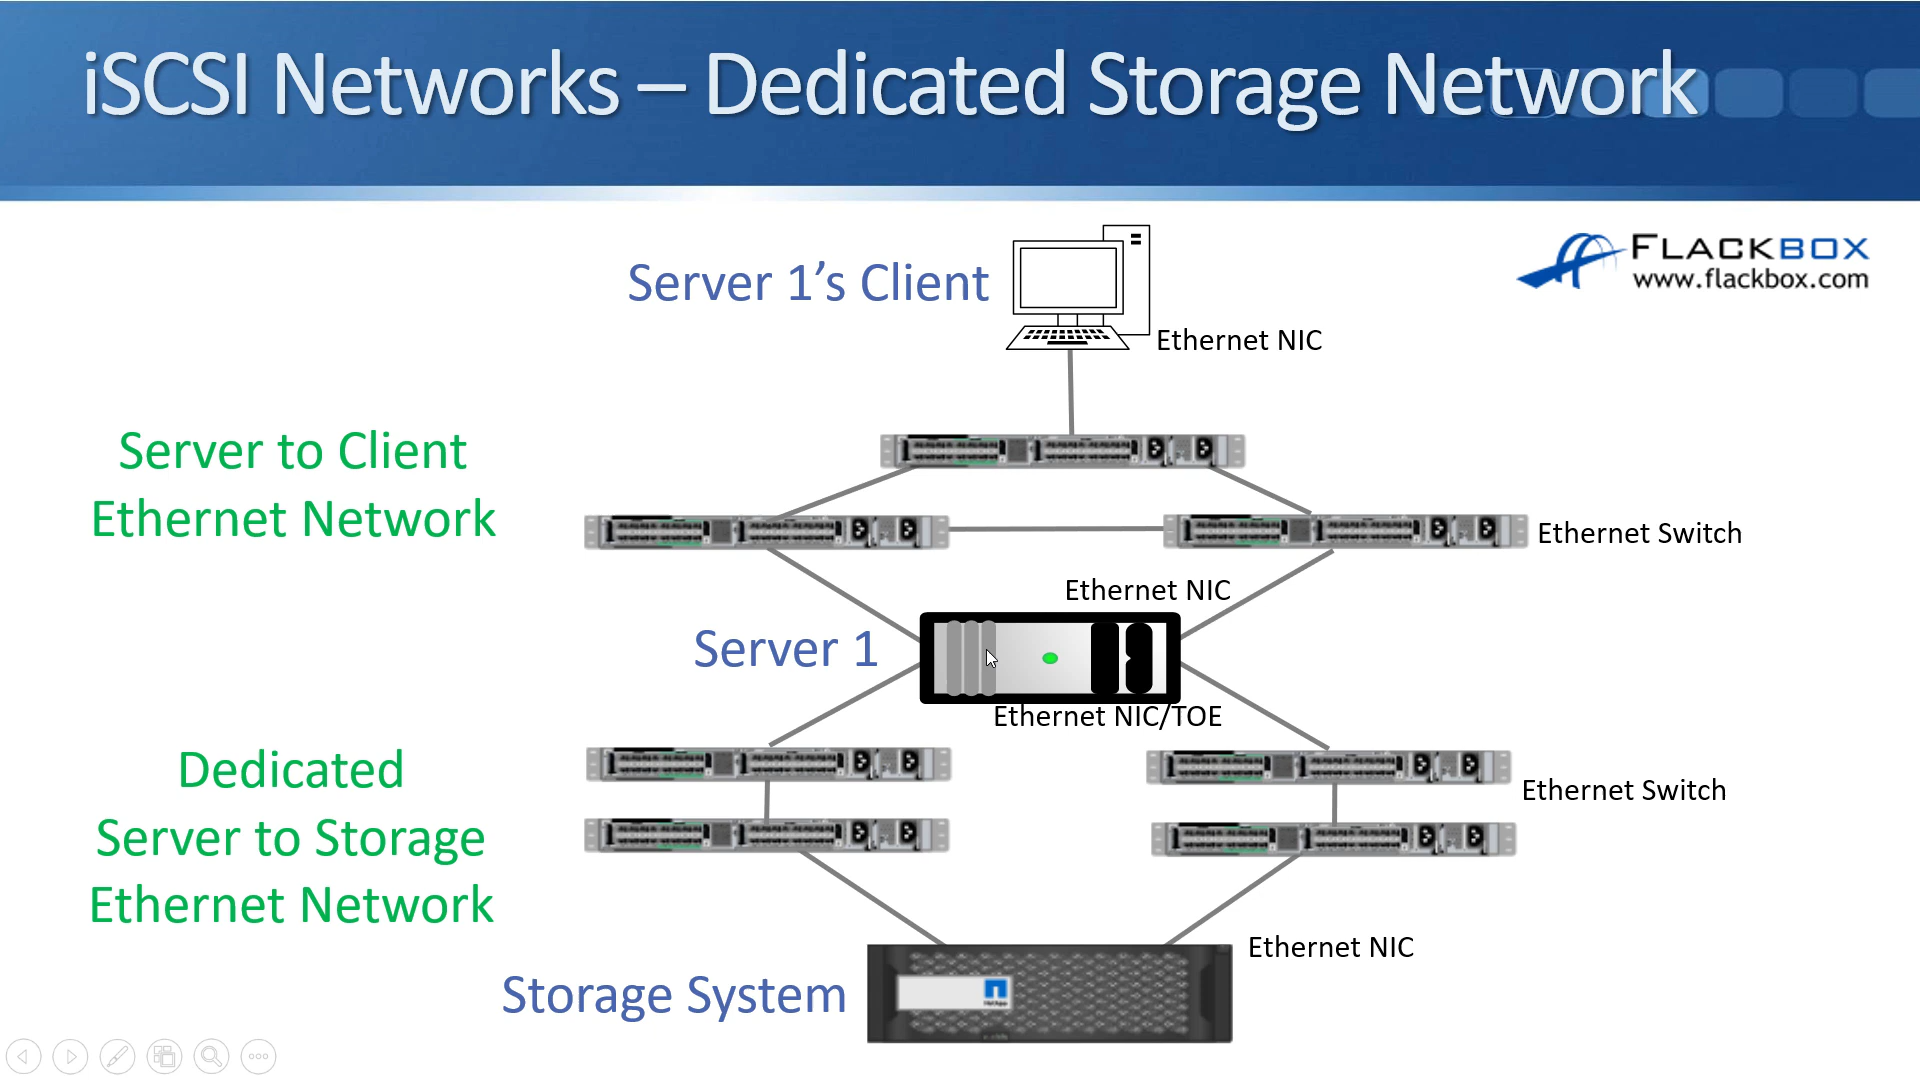 iSCSI Networks – Dedicated Storage Network
FLACKBOX
www.flackbox.com
Server 1’s Client
Ethernet NIC
Server to Client
Ethernet Network
Ethernet Switch
Ethernet NIC
Server 1
Ethernet NIC/TOE
Dedicated
Server to Storage
Ethernet Network
Ethernet Switch
Ethernet NIC
Storage System
NetApp